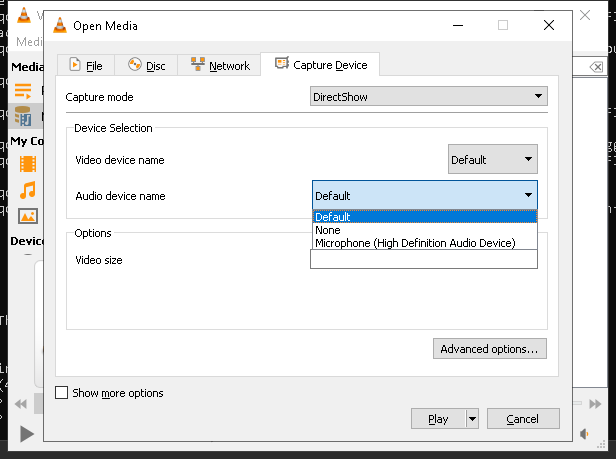 Open Media
Medi
File
Disc
Network
Capture Device
Media
Capture mode
DirectShow
Device Selection
Video device name
Default
Audio device name
Default
Default
None
Microphone (High Definition Audio Device)
My Co
Device
Options
Video size
Advanced options...
Show more options
Play
Cancel